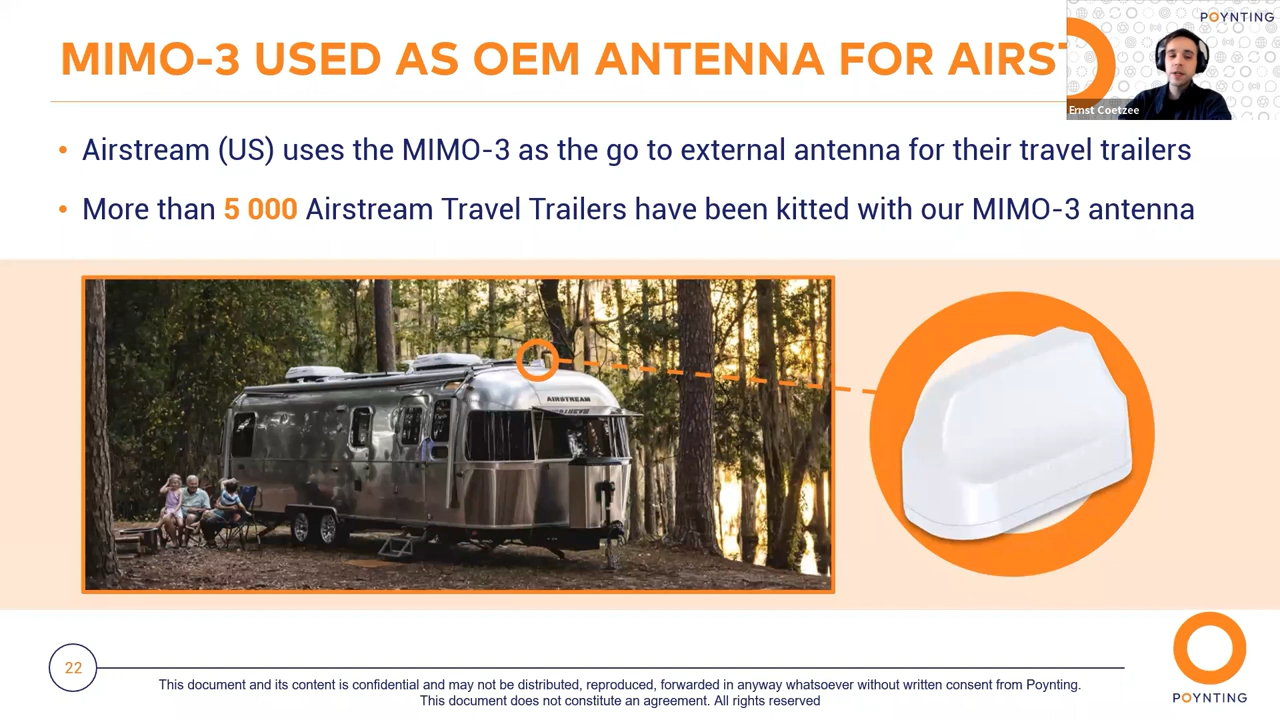 POYNTING
MIMO-3 USED AS OEM ANTENNA FOR AIRST
Ernst Coetzee
• Airstream (US) uses the MIMO-3 as the go to external antenna for their travel trailers
• More than 5 000 Airstream Travel Trailers have been kitted with our MIMO-3 antenna
AIRSTREAM
22
This document and its content is confidential and may not be distributed, reproduced, forwarded in anyway whatsoever without written consent from Poynting.
This document does not constitute an agreement. All rights reserved
POYNTING